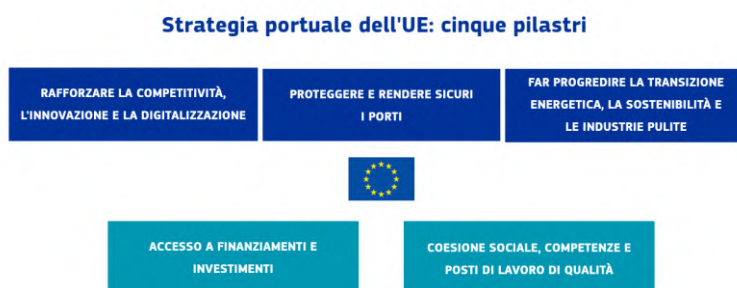 Strategia portuale dell'UE: cinque pilastri
RAFFORZARE LA COMPETITIVITÀ,
L'INNOVAZIONE E LA DIGITALIZZAZIONE
PROTEGGERE E RENDERE SICURI
I PORTI
FAR PROGREDIRE LA TRANSIZIONE
ENERGETICA, LA SOSTENIBILITÀ E
LE INDUSTRIE PULITE
ACCESSO A FINANZIAMENTI E
INVESTIMENTI
COESIONE SOCIALE, COMPETENZE E
POSTI DI LAVORO DI QUALITÀ